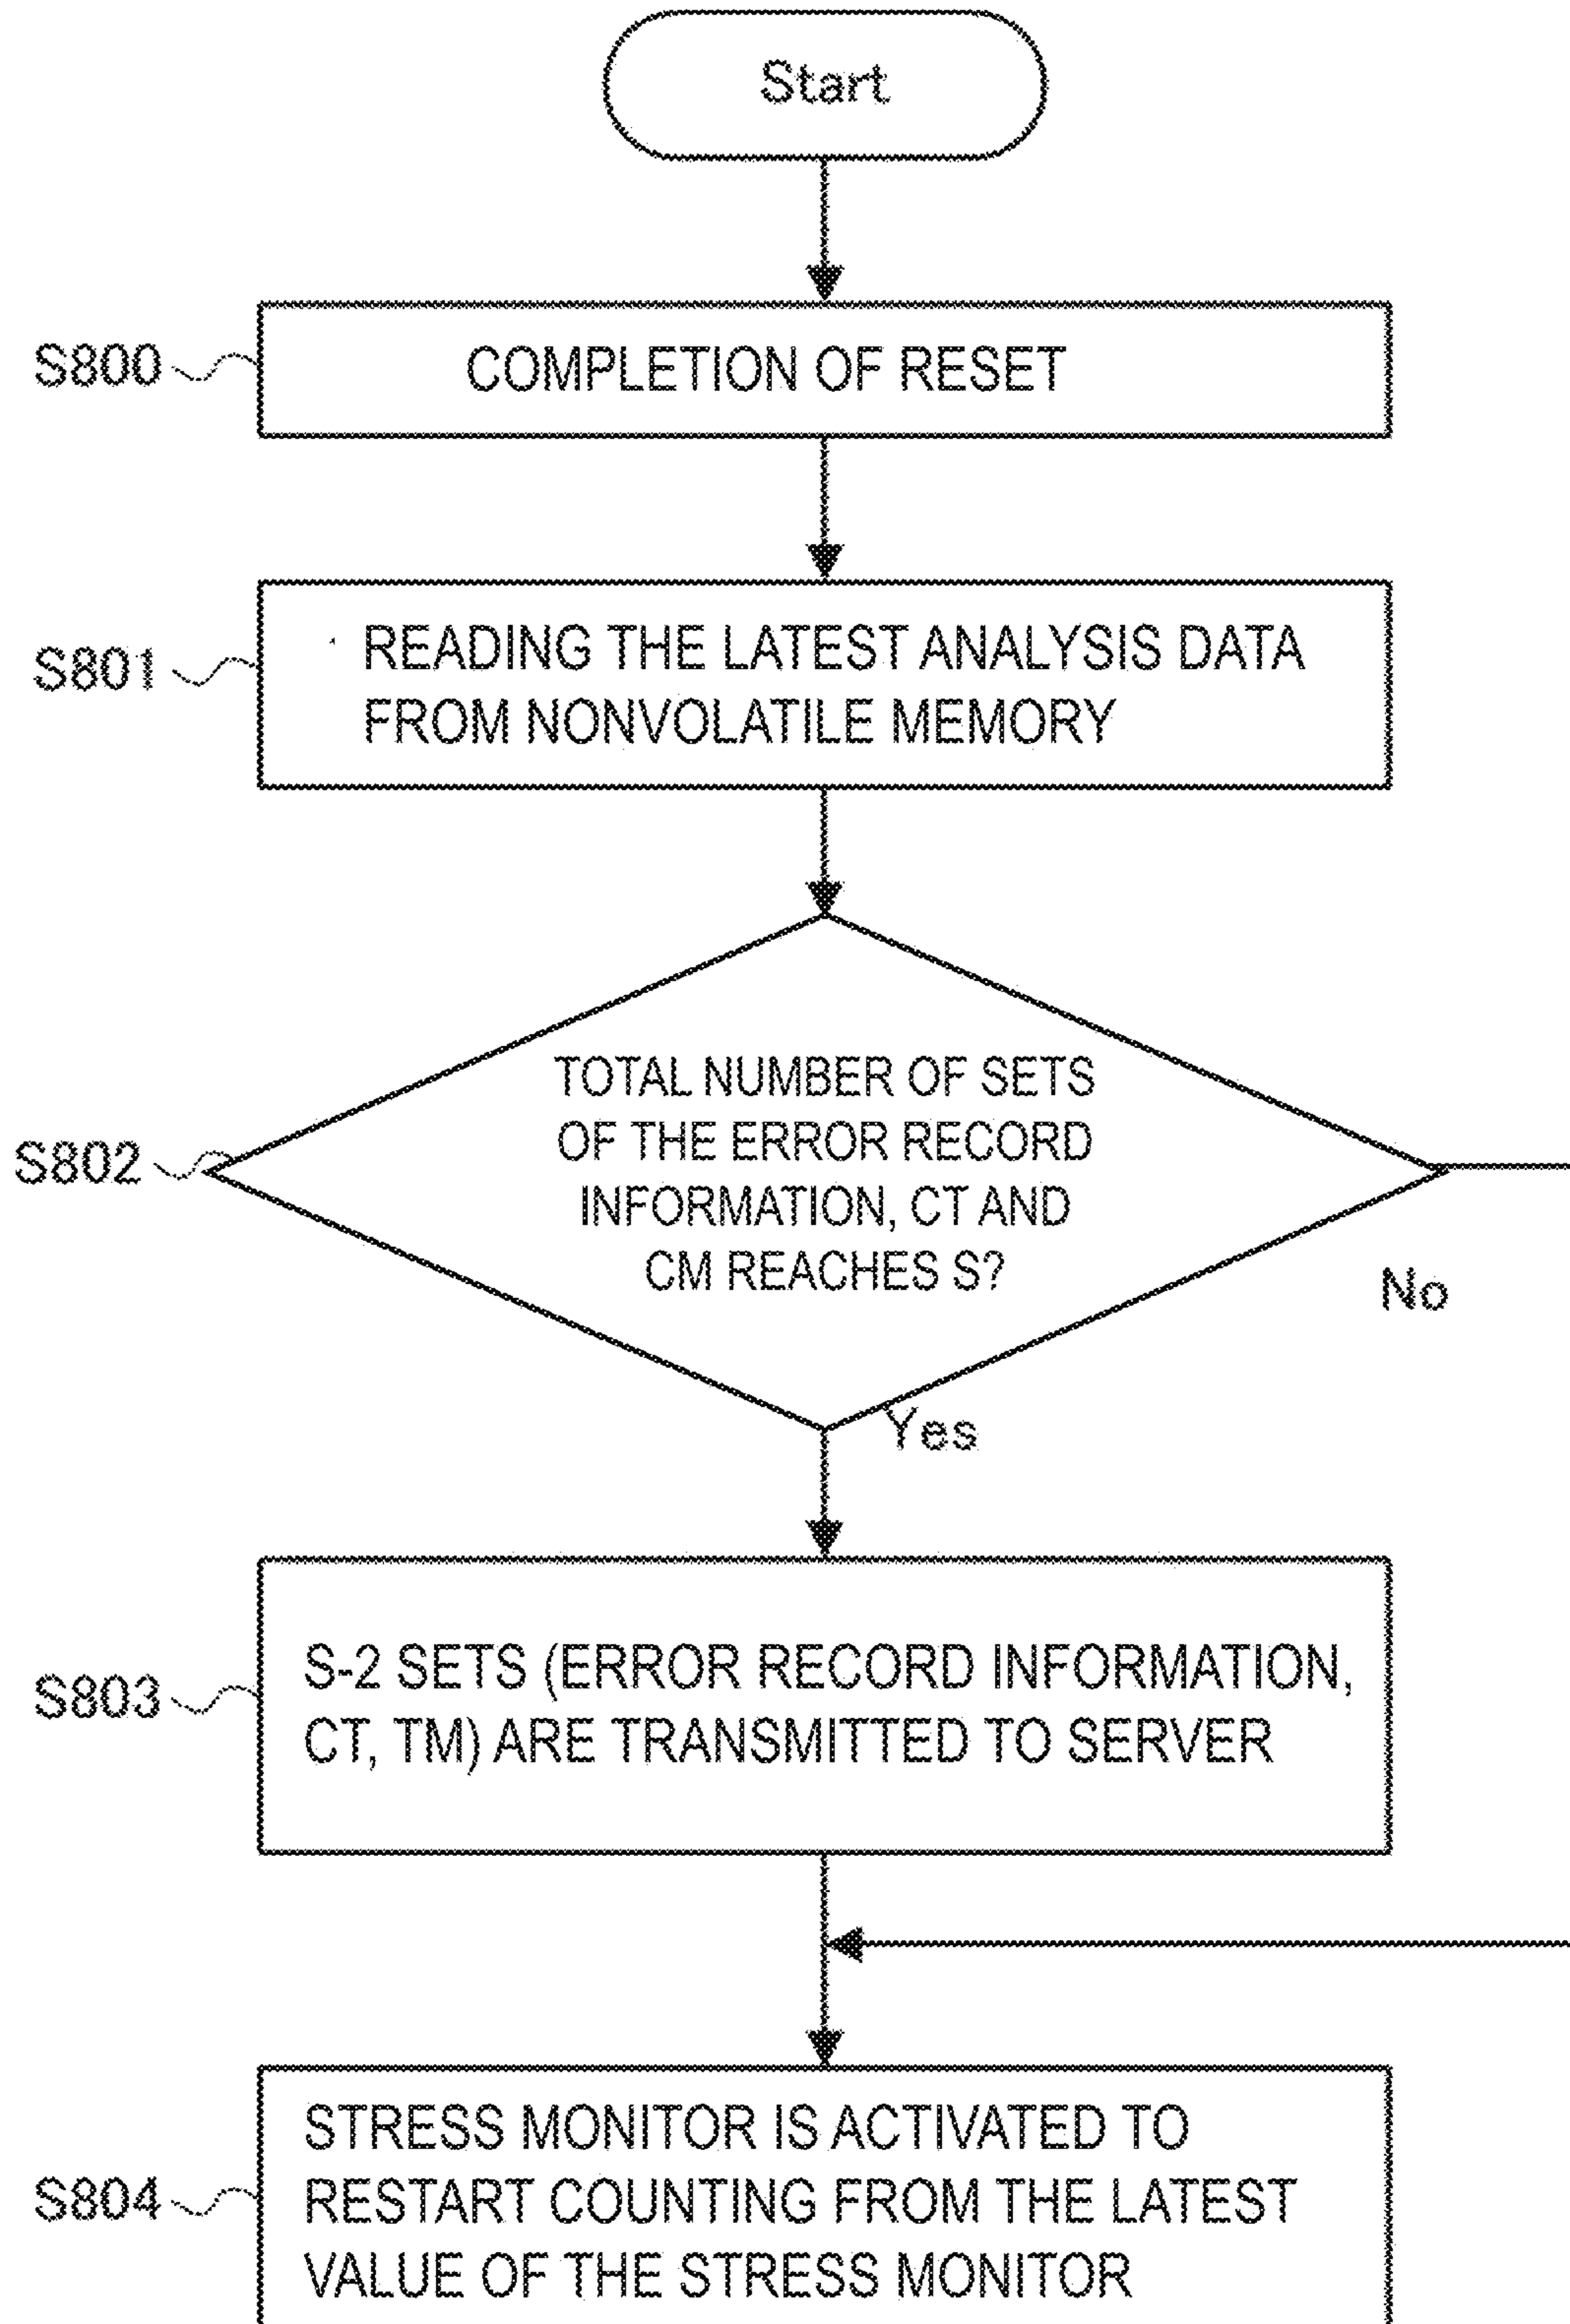 Start
S800
COMPLETION OF RESET
S801
READING THE LATEST ANALYSIS DATA
FROM NONVOLATILE MEMORY
S802
TOTAL NUMBER OF SETS
OF THE ERROR RECORD
INFORMATION, CT AND
CM REACHES S?
No
Yes
S803
S-2 SETS (ERROR RECORD INFORMATION,
CT, TM) ARE TRANSMITTED TO SERVER
S804
STRESS MONITOR IS ACTIVATED TO
RESTART COUNTING FROM THE LATEST
VALUE OF THE STRESS MONITOR